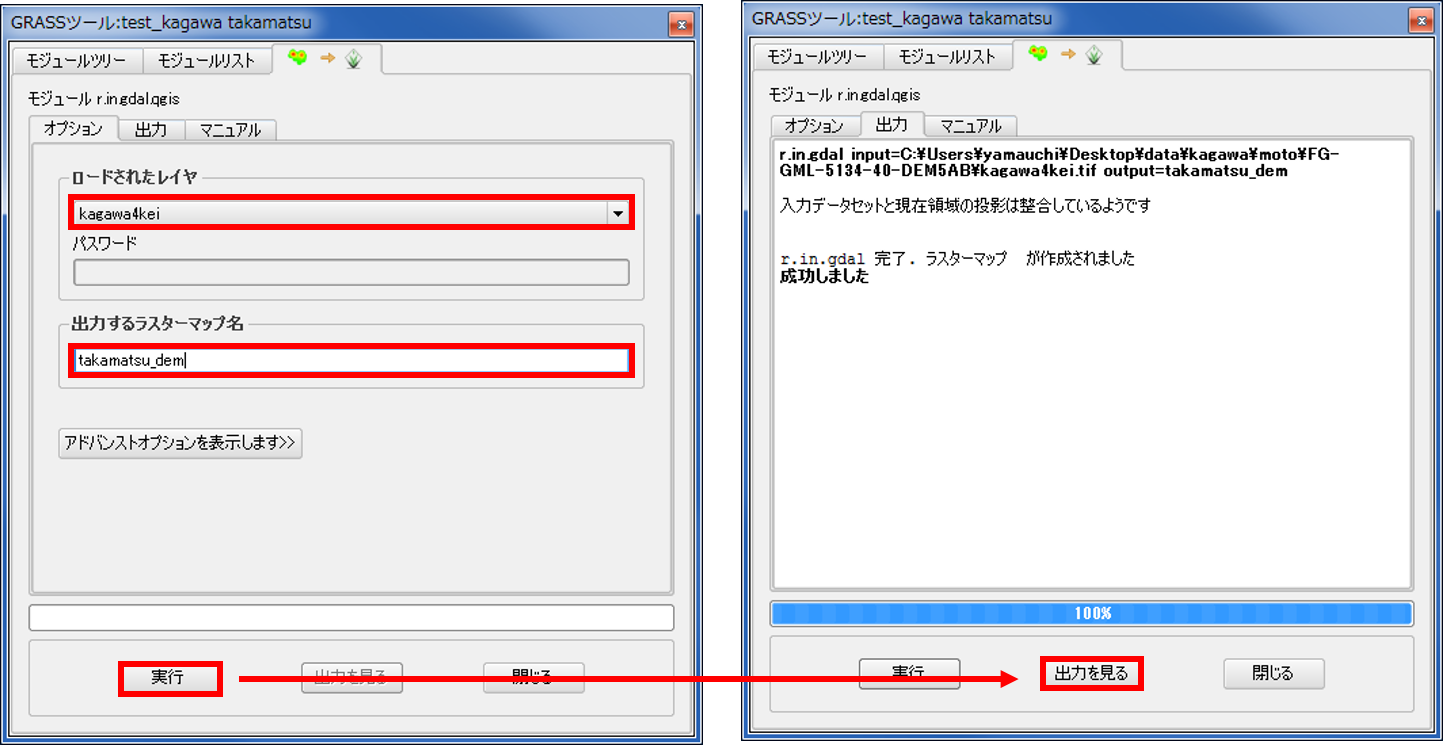 GRASSツール:test_kagawa takamatsu
モジュールツリー
モジュールリスト
モジュール r.in.gdal.qgis
オプション
出力
マニュアル
ロードされたレイヤ
kagawa4kei
パスワード
出力するラスターマップ名
takamatsu_dem
アドバンストオプションを表示します>>
実行
出力を見る
閉じる
GRASSツール:test_kagawa takamatsu
モジュールツリー
モジュールリスト
モジュール r.in.gdal.qgis
オプション
出力
マニュアル
r.in.gdal input=C:¥Users¥yamauchi¥Desktop¥data¥kagawa¥moto¥FG-
GML-5134-40-DEM5AB¥kagawa4kei.tif output=takamatsu_dem
入力データセットと現在領域の投影は整合しているようです
r.in.gdal 完了. ラスターマップ が作成されました
成功しました
100%
実行
出力を見る
閉じる